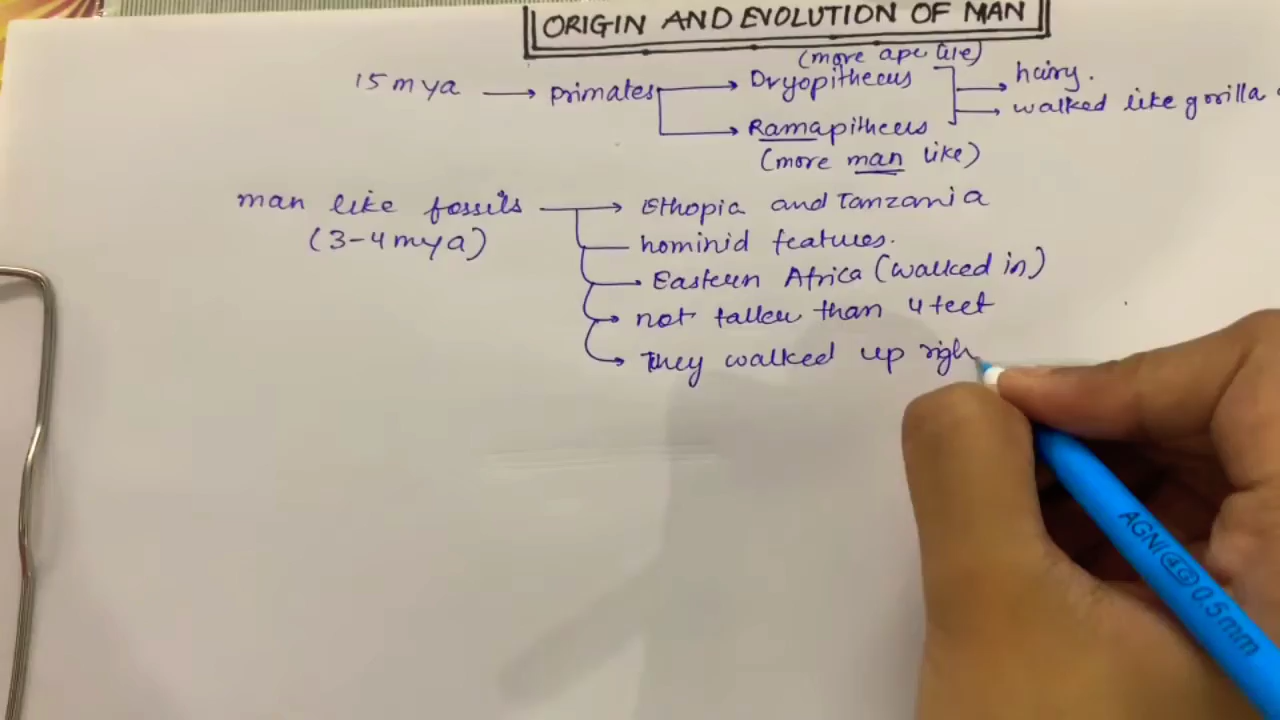 ORIGIN AND EVOLUTION OF MAN
(more ape like)
15 mya → primates → Dryopithecus → hairy.
→ walked like gorilla
→ Ramapithecus
(more man like)
man like fossils → Ethopia and Tanzania
(3-4 mya) hominid features.
→ Eastern Africa (walked in)
→ not taller than 4 feet
→ They walked up righ
AGNI 0.5mm